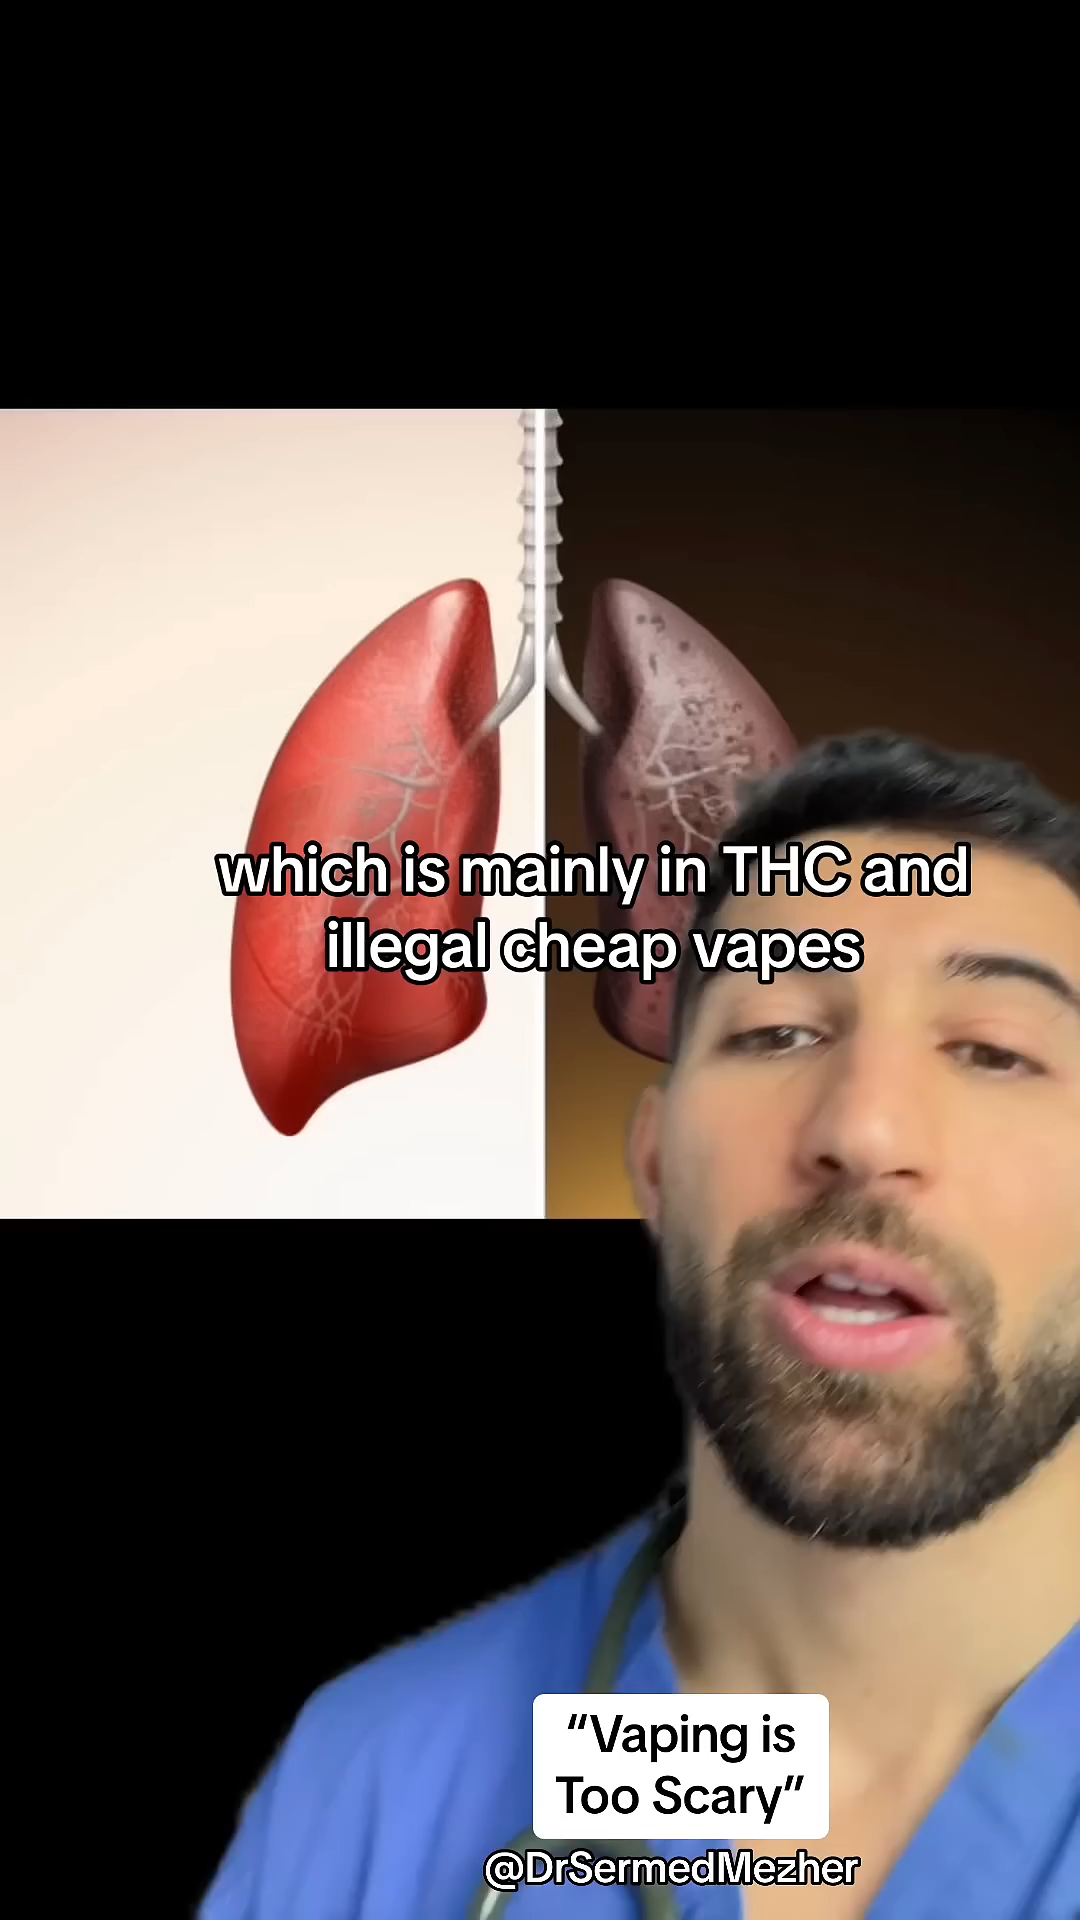 which is mainly in THC and
illegal cheap vapes
“Vaping is
Too Scary”
@DrSermedMezher